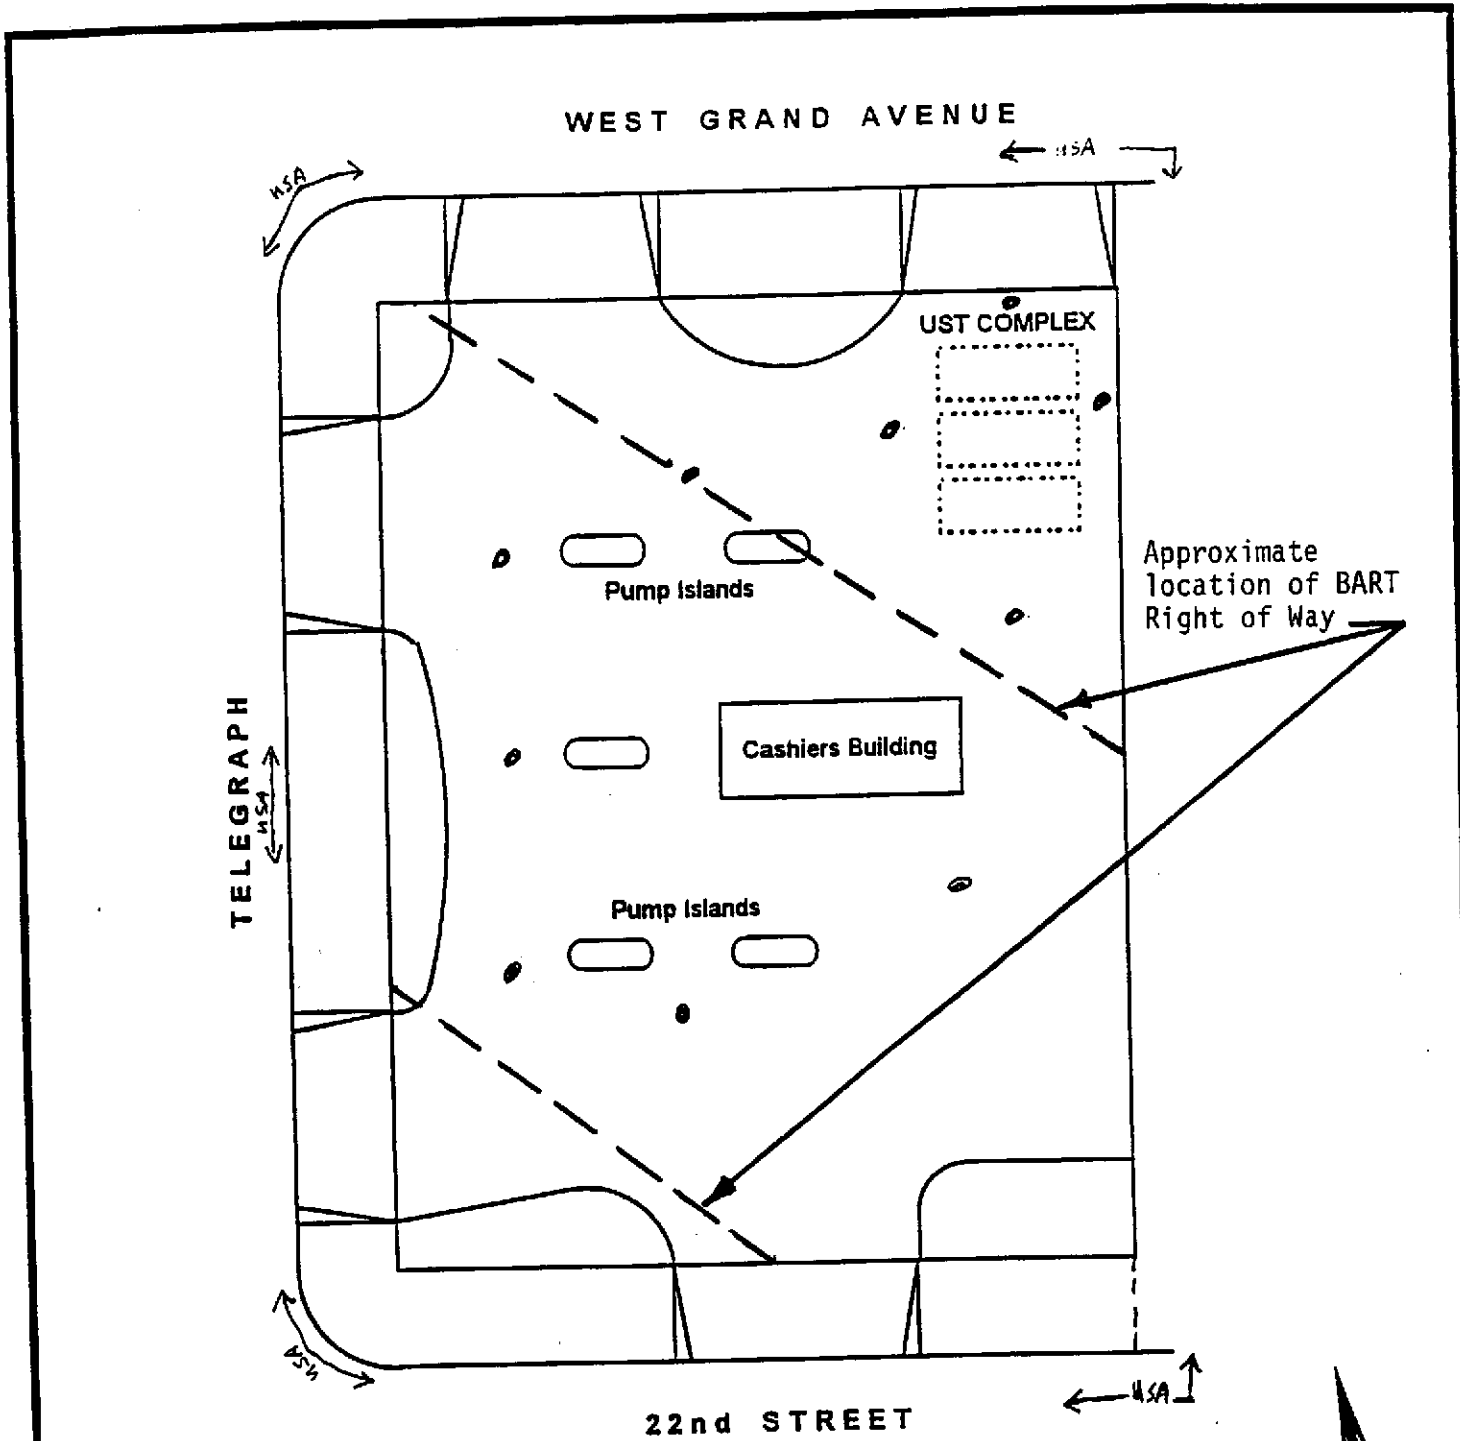 WEST GRAND AVENUE
USA
USA
UST COMPLEX
Pump Islands
Approximate
location of BART
Right of Way
Cashiers Building
TELEGRAPH
USA
Pump Islands
USA
USA
22nd STREET